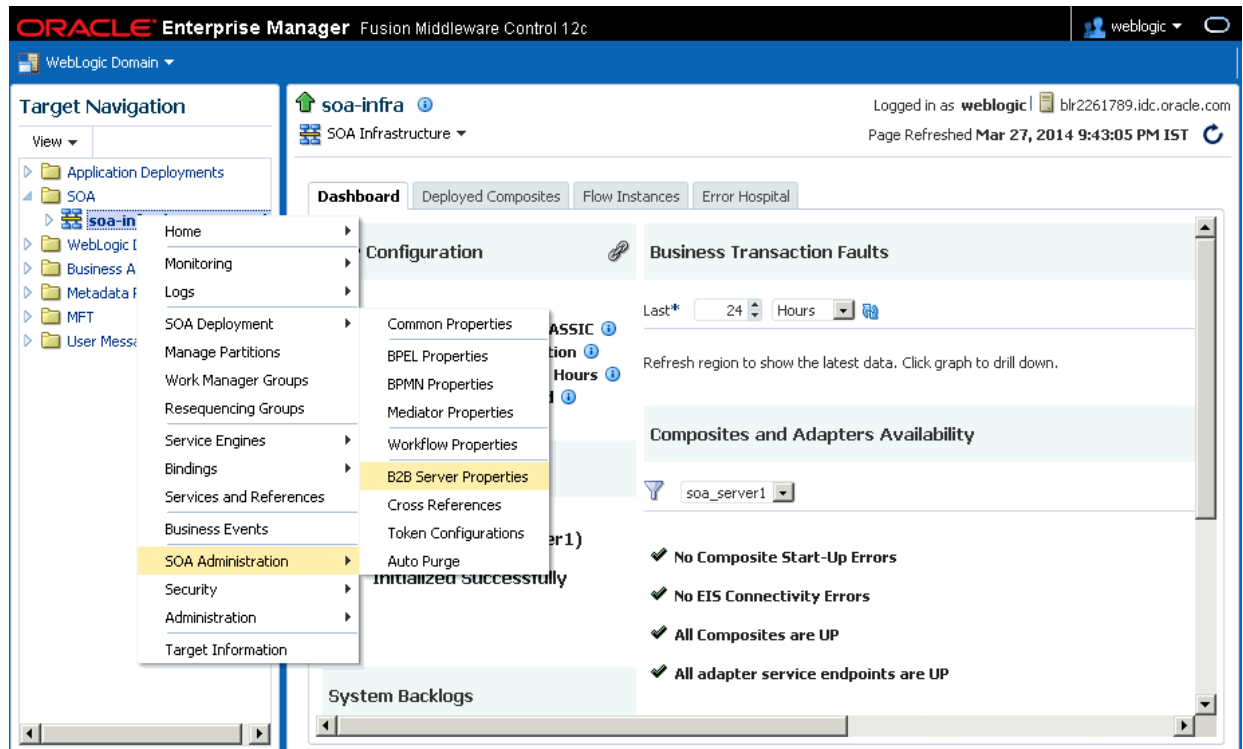 ORACLE Enterprise Manager Fusion Middleware Control 12c
weblogic
WebLogic Domain
Target Navigation
View
Application Deployments
SOA
soa-in
WebLogic
Business A
Metadata
MFT
User Messa
soa-infra
SOA Infrastructure
Logged in as weblogic
blr2261789.idc.oracle.com
Page Refreshed Mar 27, 2014 9:43:05 PM IST
Dashboard
Deployed Composites
Flow Instances
Error Hospital
Home
Monitoring
Logs
SOA Deployment
Manage Partitions
Work Manager Groups
Resequencing Groups
Service Engines
Bindings
Services and References
Business Events
SOA Administration
Security
Administration
Target Information
Common Properties
BPEL Properties
BPMN Properties
Mediator Properties
Workflow Properties
B2B Server Properties
Cross References
Token Configurations
Auto Purge
Configuration
ASSIC
tion
Hours
er1)
Initialized Successfully
System Backlogs
Business Transaction Faults
Last* 24 Hours
Refresh region to show the latest data. Click graph to drill down.
Composites and Adapters Availability
soa_server1
No Composite Start-Up Errors
No EIS Connectivity Errors
All Composites are UP
All adapter service endpoints are UP